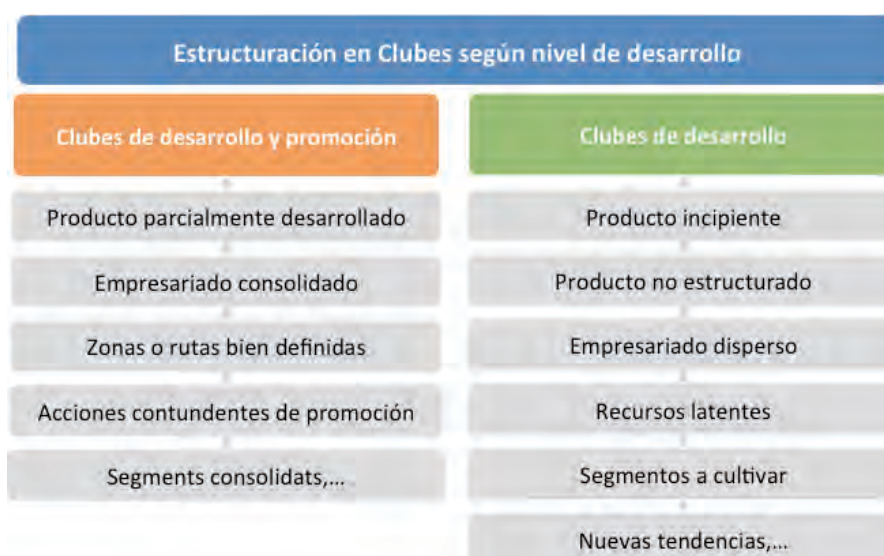 Estructuración en Clubes según nivel de desarrollo
Clubes de desarrollo y promoción
Producto parcialmente desarrollado
Empresariado consolidado
Zonas o rutas bien definidas
Acciones contundentes de promoción
Segments consolidats,...
Clubes de desarrollo
Producto incipiente
Producto no estructurado
Empresariado disperso
Recursos latentes
Segmentos a cultivar
Nuevas tendencias,...